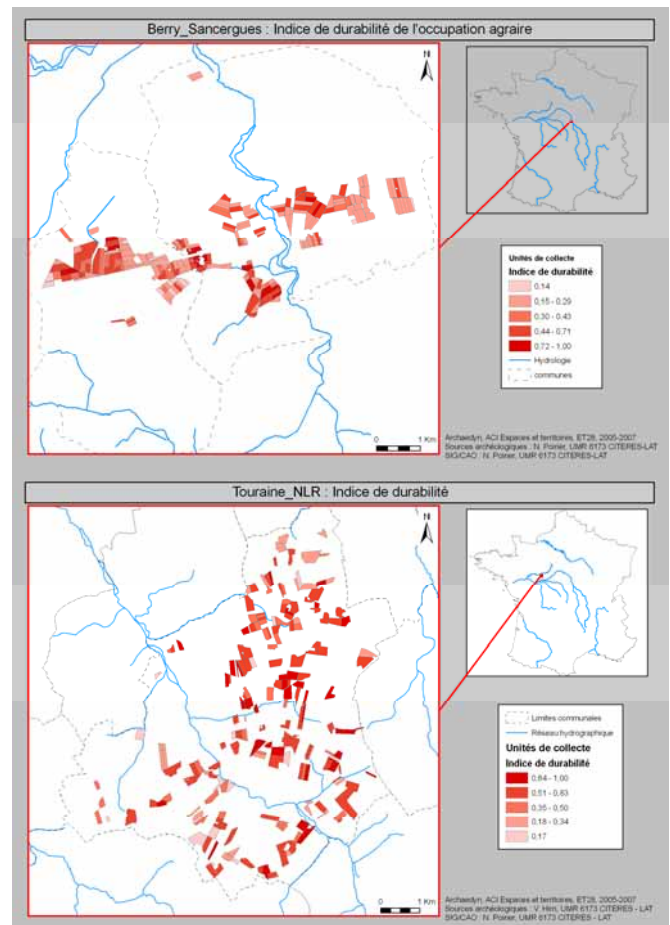 Berry_Sancergues : Indice de durabilité de l'occupation agraire
N
0 1 Km
Unités de collecte
Indice de durabilité
0,14
0,15 - 0,29
0,30 - 0,43
0,44 - 0,71
0,72 - 1,00
Hydrologie
communes
Archaedyn, ACI Espaces et territoires, ET28, 2005-2007
Sources archéologiques : N. Poirier, UMR 6173 CITERES-LAT
SIG/CAO : N. Poirier, UMR 6173 CITERES-LAT
Touraine_NLR : Indice de durabilité
N
0 1 Km
Limites communales
Réseau hydrographique
Unités de collecte
Indice de durabilité
0,64 - 1,00
0,51 - 0,63
0,35 - 0,50
0,18 - 0,34
0,17
Archaedyn, ACI Espaces et territoires, ET28, 2005-2007
Sources archéologiques : V. Hirn, UMR 6173 CITERES - LAT
SIG/CAO : N. Poirier, UMR 6173 CITERES - LAT